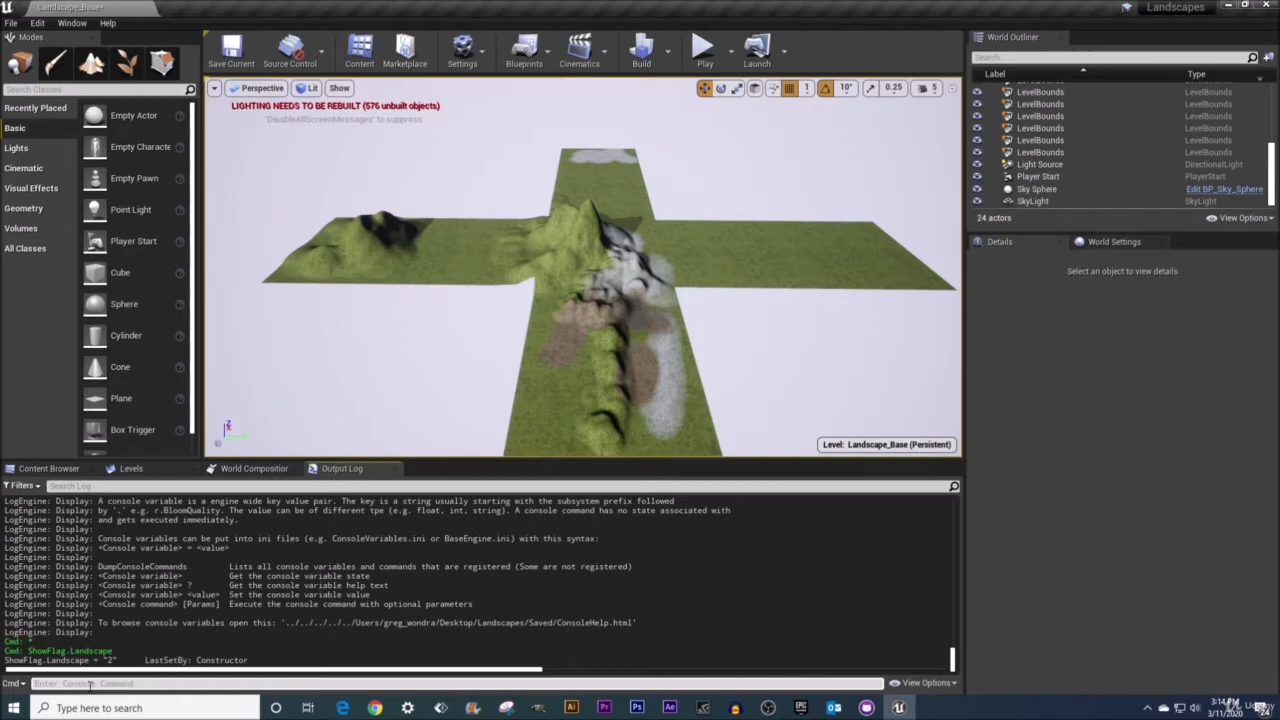 Landscape_Base*
Landscapes
File Edit Window Help
Modes
World Outliner
Save Current
Source Control
Content
Marketplace
Settings
Blueprints
Cinematics
Build
Play
Launch
Search...
Label Type
Search Classes
Perspective Lit Show
10° 0.25 5
LIGHTING NEEDS TO BE REBUILT (576 unbuilt objects)
'DisableAllScreenMessages' to suppress
Recently Placed
Basic
Lights
Cinematic
Visual Effects
Geometry
Volumes
All Classes
Empty Actor
Empty Characte
Empty Pawn
Point Light
Player Start
Cube
Sphere
Cylinder
Cone
Plane
Box Trigger
LevelBounds LevelBounds
LevelBounds LevelBounds
LevelBounds LevelBounds
LevelBounds LevelBounds
LevelBounds LevelBounds
LevelBounds LevelBounds
Light Source DirectionalLight
Player Start PlayerStart
Sky Sphere Edit BP_Sky_Sphere
SkyLight SkyLight
24 actors View Options
Details World Settings
Select an object to view details.
Level: Landscape_Base (Persistent)
Content Browser Levels World Composition Output Log
Filters Search Log
LogEngine: Display: A console variable is a engine wide key value pair. The key is a string usually starting with the subsystem prefix followed
LogEngine: Display: by '.' e.g. r.BloomQuality. The value can be of different tpe (e.g. float, int, string). A console command has no state associated with
LogEngine: Display: and gets executed immediately.
LogEngine: Display:
LogEngine: Display: Console variables can be put into ini files (e.g. ConsoleVariables.ini or BaseEngine.ini) with this syntax:
LogEngine: Display: <Console variable> = <value>
LogEngine: Display:
LogEngine: Display: DumpConsoleCommands Lists all console variables and commands that are registered (Some are not registered)
LogEngine: Display: <Console variable> Get the console variable state
LogEngine: Display: <Console variable> ? Get the console variable help text
LogEngine: Display: <Console variable> <value> Set the console variable value
LogEngine: Display: <Console command> [Params] Execute the console command with optional parameters
LogEngine: Display:
LogEngine: Display: To browse console variables open this: '../../../../../Users/greg_wondra/Desktop/Landscapes/Saved/ConsoleHelp.html'
LogEngine: Display:
Cmd: *
Cmd: ShowFlag.Landscape
ShowFlag.Landscape = "2" LastSetBy: Constructor
Cmd Enter Console Command View Options
Type here to search
3:14 PM
3/11/2020
Udemy